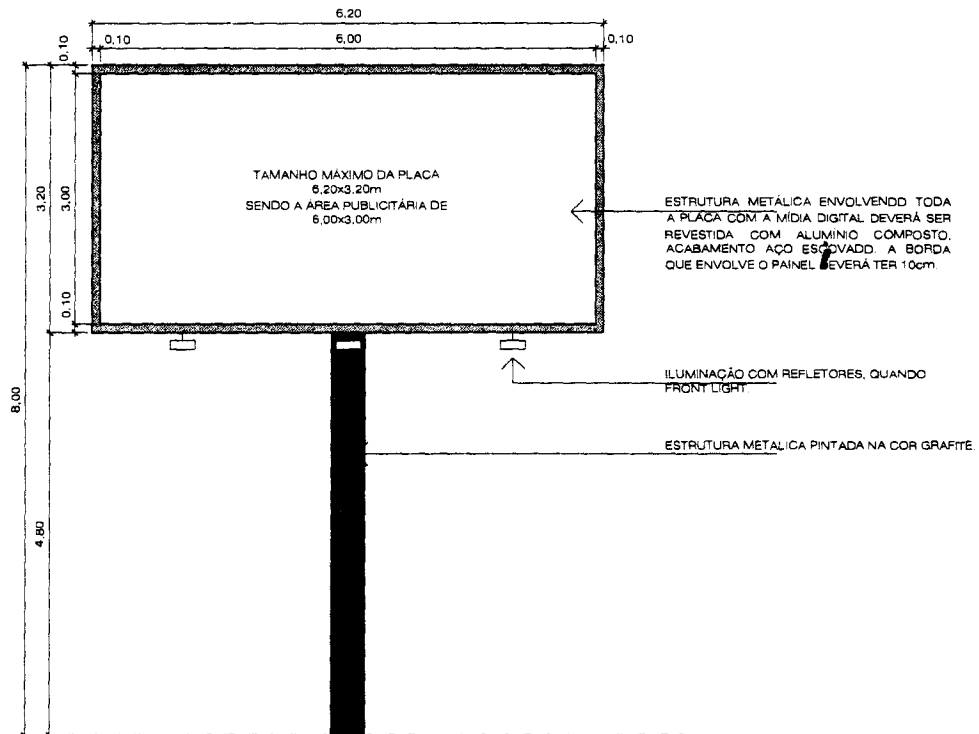 6,20
0,10 6,00 0,10
0,10
TAMANHO MÁXIMO DA PLACA
6,20x3,20m
SENDO A ÁREA PUBLICITÁRIA DE
6,00x3,00m
3,20
3,00
0,10
8,00
4,80
ESTRUTURA METÁLICA ENVOLVENDO TODA
A PLACA COM A MÍDIA DIGITAL DEVERÁ SER
REVESTIDA COM ALUMÍNIO COMPOSTO,
ACABAMENTO AÇO ESCOVADO. A BORDA
QUE ENVOLVE O PAINEL DEVERÁ TER 10cm.
ILUMINAÇÃO COM REFLETORES, QUANDO
FRONT LIGHT.
ESTRUTURA METÁLICA PINTADA NA COR GRAFITE.